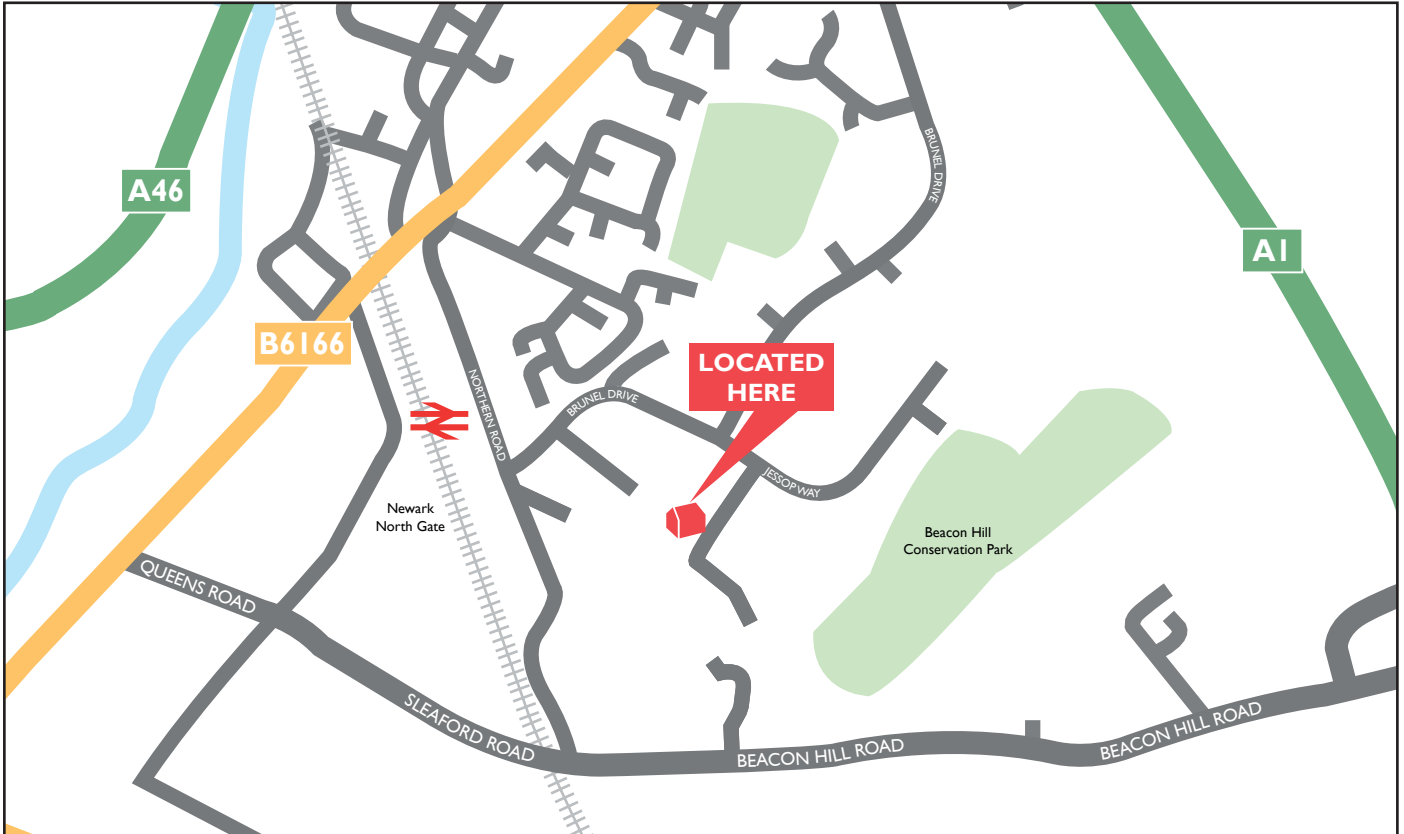 A46
BRUNEL DRIVE
A1
B6166
LOCATED
HERE
NORTHERN ROAD
BRUNEL DRIVE
JESSOP WAY
Newark
North Gate
Beacon Hill
Conservation Park
QUEENS ROAD
SLEAFORD ROAD
BEACON HILL ROAD
BEACON HILL ROAD